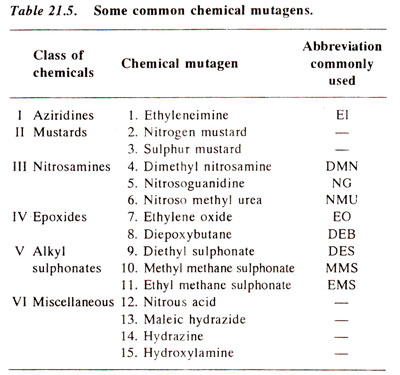 Table 21.5. Some common chemical mutagens.
Class of chemicals Chemical mutagen Abbreviation commonly used
I Aziridines 1. Ethyleneimine EI
II Mustards 2. Nitrogen mustard —
3. Sulphur mustard —
III Nitrosamines 4. Dimethyl nitrosamine DMN
5. Nitrosoguanidine NG
6. Nitroso methyl urea NMU
IV Epoxides 7. Ethylene oxide EO
8. Diepoxybutane DEB
V Alkyl 9. Diethyl sulphonate DES
sulphonates 10. Methyl methane sulphonate MMS
11. Ethyl methane sulphonate EMS
VI Miscellaneous 12. Nitrous acid —
13. Maleic hydrazide —
14. Hydrazine —
15. Hydroxylamine —